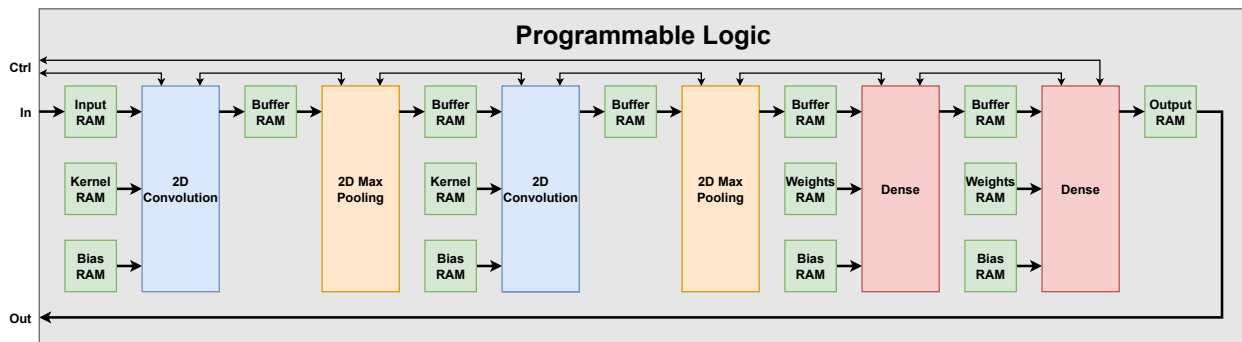 Programmable Logic
Ctrl
In
Input
RAM
Kernel
RAM
Bias
RAM
2D
Convolution
Buffer
RAM
2D Max
Pooling
Buffer
RAM
Kernel
RAM
Bias
RAM
2D
Convolution
Buffer
RAM
2D Max
Pooling
Buffer
RAM
Weights
RAM
Bias
RAM
Dense
Buffer
RAM
Weights
RAM
Bias
RAM
Dense
Output
RAM
Out